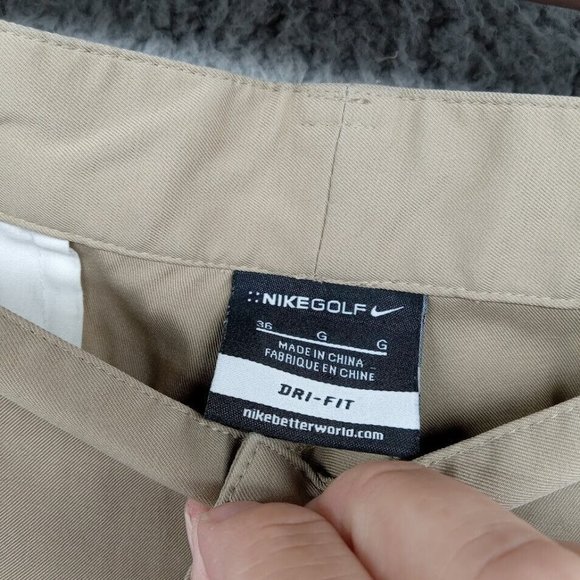 ::NIKEGOLF
36 G G
MADE IN CHINA
FABRIQUE EN CHINE
DRI-FIT
nikebetterworld.com